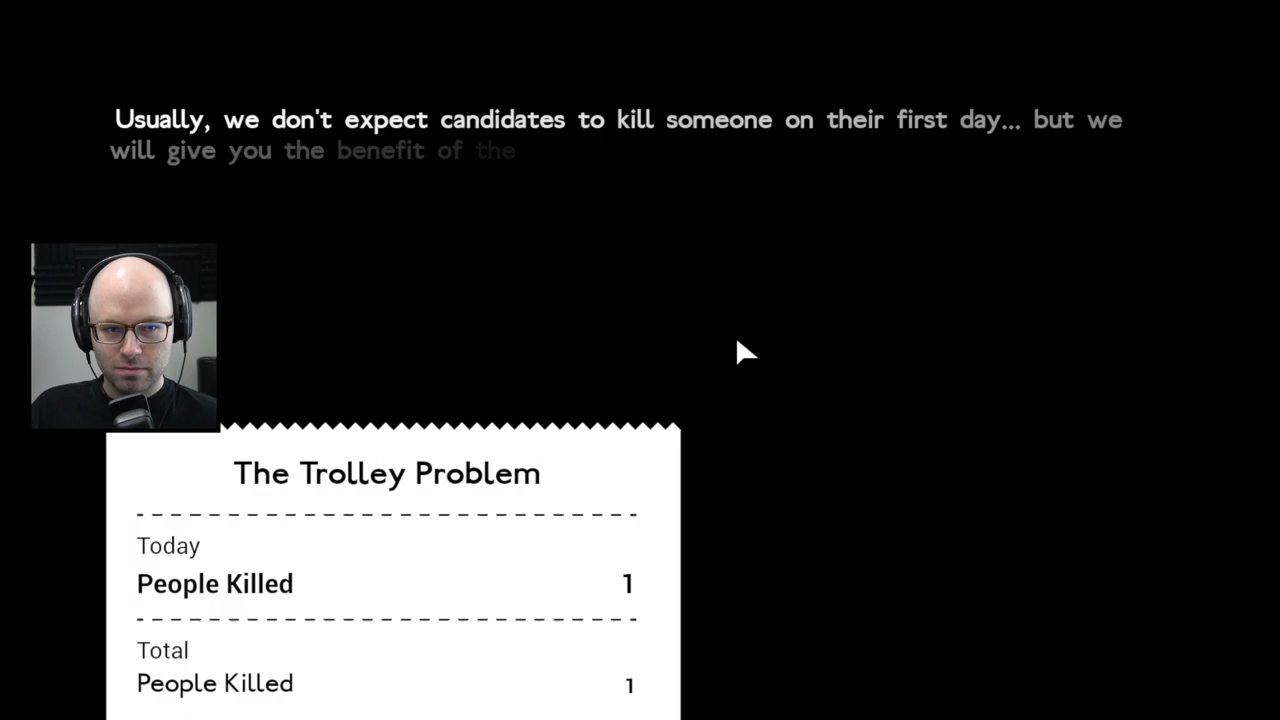 Usually, we don't expect candidates to kill someone on their first day... but we
will give you the benefit of the
The Trolley Problem
Today
People Killed 1
Total
People Killed 1